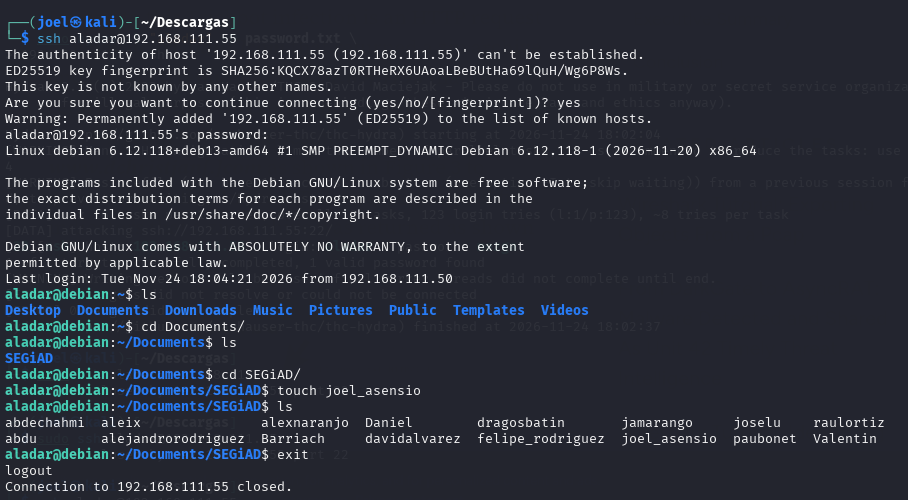 ┌──(joel㉿kali)-[~/Descargas]
└─$ ssh aladar@192.168.111.55
The authenticity of host '192.168.111.55 (192.168.111.55)' can't be established.
ED25519 key fingerprint is SHA256:KQCX78azT0RTHeRX6UAoaLBeBUtHa69lQuH/Wg6P8Ws.
This key is not known by any other names.
Are you sure you want to continue connecting (yes/no/[fingerprint])? yes
Warning: Permanently added '192.168.111.55' (ED25519) to the list of known hosts.
aladar@192.168.111.55's password:
Linux debian 6.12.118+deb13-amd64 #1 SMP PREEMPT_DYNAMIC Debian 6.12.118-1 (2026-11-20) x86_64
The programs included with the Debian GNU/Linux system are free software;
the exact distribution terms for each program are described in the
individual files in /usr/share/doc/*/copyright.
Debian GNU/Linux comes with ABSOLUTELY NO WARRANTY, to the extent
permitted by applicable law.
Last login: Tue Nov 24 18:04:21 2026 from 192.168.111.50
aladar@debian:~$ ls
Desktop Documents Downloads Music Pictures Public Templates Videos
aladar@debian:~$ cd Documents/
aladar@debian:~/Documents$ ls
SEGiAD
aladar@debian:~/Documents$ cd SEGiAD/
aladar@debian:~/Documents/SEGiAD$ touch joel_asensio
aladar@debian:~/Documents/SEGiAD$ ls
abdechahmi aleix alexnaranjo Daniel dragosbatin jamarango joselu raulortiz
abdu alejandrorodriguez Barriach davidalvarez felipe_rodriguez joel_asensio paubonet Valentin
aladar@debian:~/Documents/SEGiAD$ exit
logout
Connection to 192.168.111.55 closed.